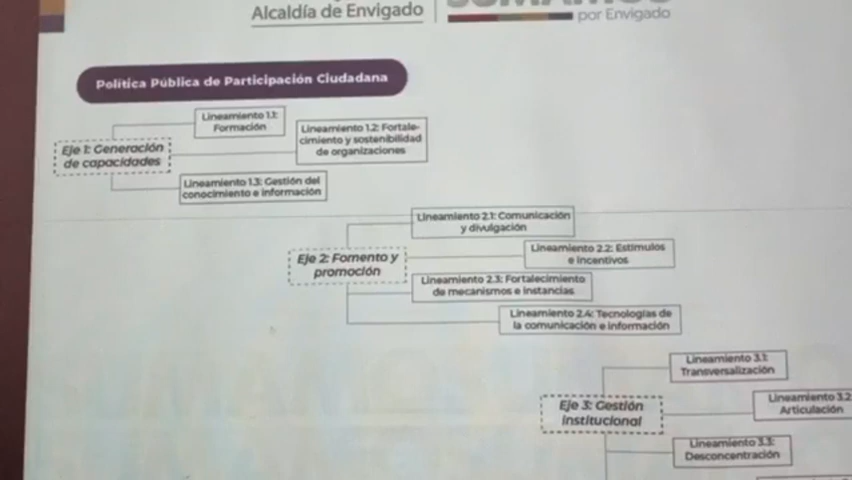 Alcaldía de Envigado
por Envigado
Política Pública de Participación Ciudadana
Lineamiento 1.1:
Formación
Eje 1: Generación
de capacidades
Lineamiento 1.2: Fortale-
cimiento y sostenibilidad
de organizaciones
Lineamiento 1.3: Gestión del
conocimiento e información
Lineamiento 2.1: Comunicación
y divulgación
Eje 2: Fomento y
promoción
Lineamiento 2.2: Estímulos
e incentivos
Lineamiento 2.3: Fortalecimiento
de mecanismos e instancias
Lineamiento 2.4: Tecnologías de
la comunicación e información
Lineamiento 3.1:
Transversalización
Eje 3: Gestión
institucional
Lineamiento 3.2
Articulación
Lineamiento 3.3:
Desconcentración